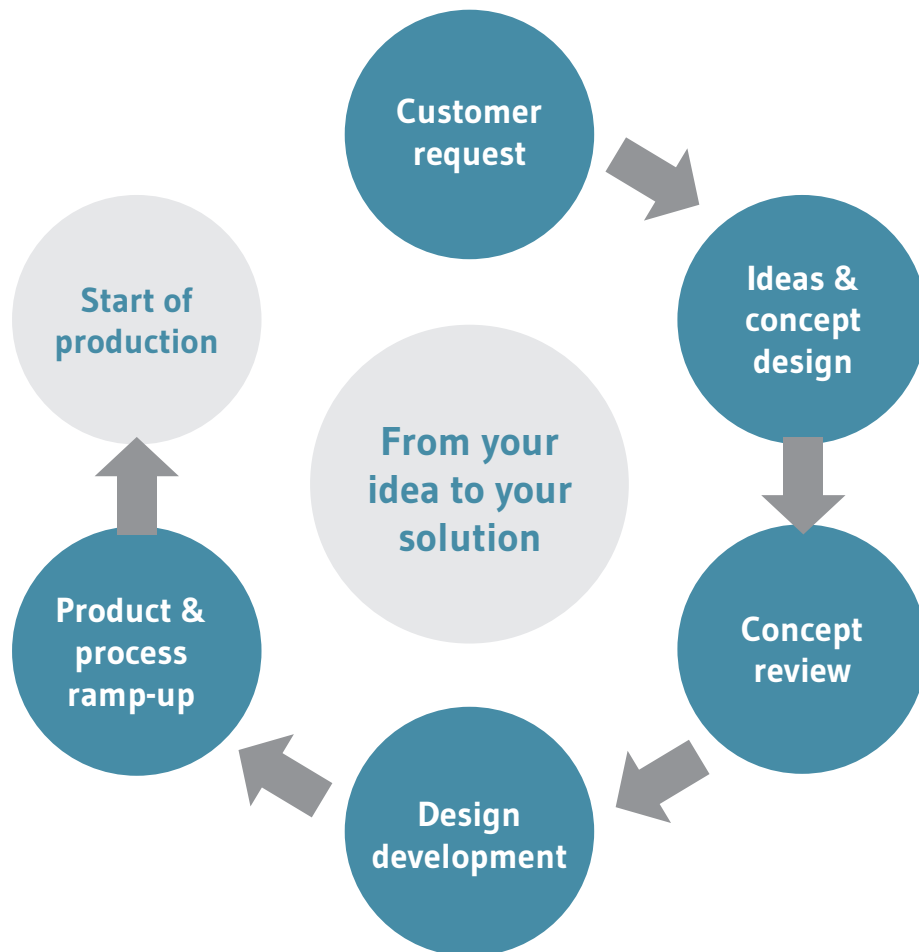 Customer
request
Ideas &
concept
design
Concept
review
Design
development
Product &
process
ramp-up
Start of
production
From your
idea to your
solution